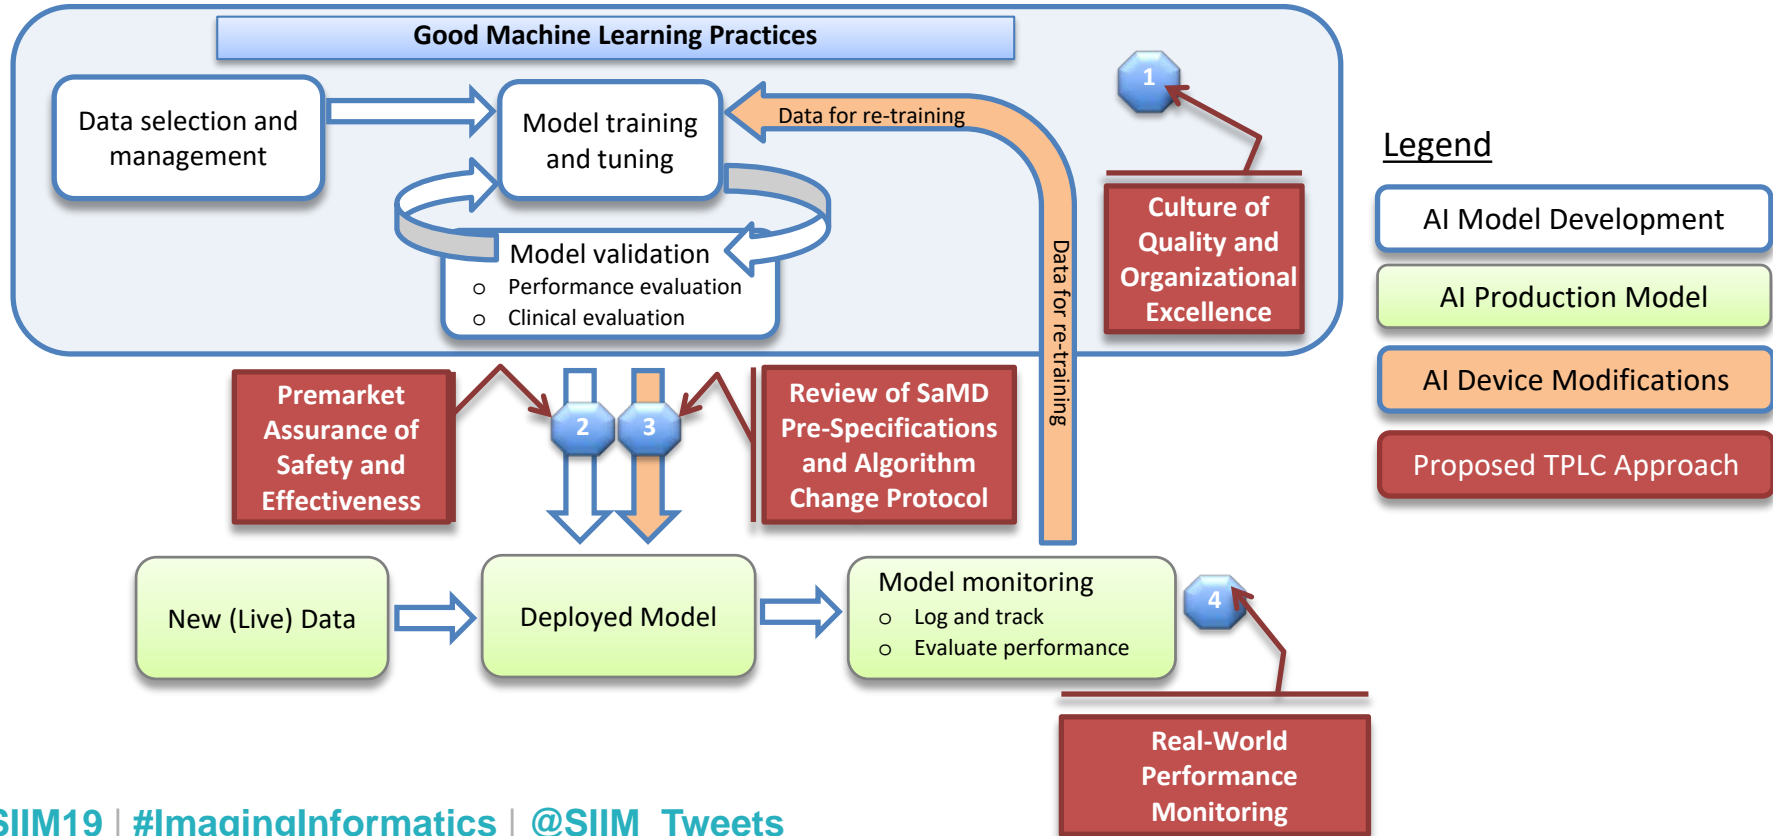 Good Machine Learning Practices
Data selection and
management
Model training
and tuning
Data for re-training
1
Culture of
Quality and
Organizational
Excellence
Model validation
o Performance evaluation
o Clinical evaluation
Data for re-training
Premarket
Assurance of
Safety and
Effectiveness
2
3
Review of SaMD
Pre-Specifications
and Algorithm
Change Protocol
New (Live) Data
Deployed Model
Model monitoring
o Log and track
o Evaluate performance
4
Real-World
Performance
Monitoring
Legend
AI Model Development
AI Production Model
AI Device Modifications
Proposed TPLC Approach
SIIM19 | #ImagingInformatics | @SIIM_Tweets